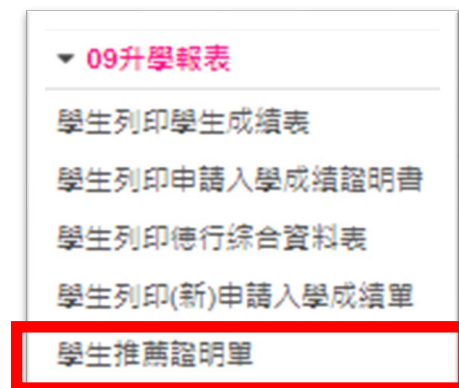 ▼ 09升學報表
學生列印學生成績表
學生列印申請入學成績證明書
學生列印德行綜合資料表
學生列印(新)申請入學成績單
學生推薦證明單